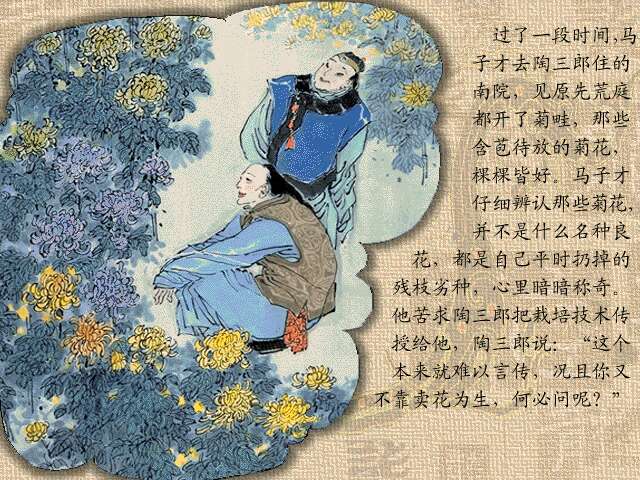 过了一段时间,马
子才去陶三郎住的
南院，见原先荒庭
都开了菊畦，那些
含苞待放的菊花，
棵棵皆好。马子才
仔细辨认那些菊花，
并不是什么名种良
花，都是自己平时扔掉的
残枝劣种，心里暗暗称奇。
他苦求陶三郎把栽培技术传
授给他，陶三郎说：“这个
本来就难以言传，况且你又
不靠卖花为生，何必问呢？”